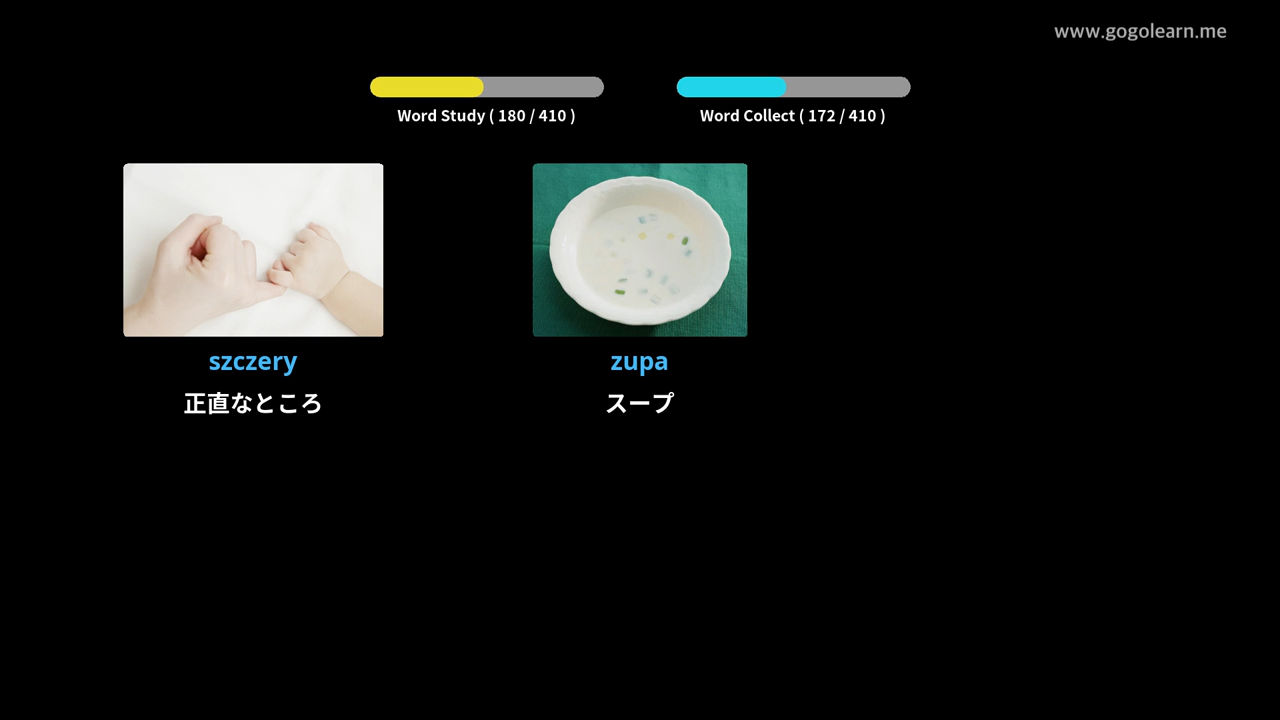 www.gogolearn.me
Word Study ( 180 / 410 )
Word Collect ( 172 / 410 )
szczery
正直なところ
zupa
スープ